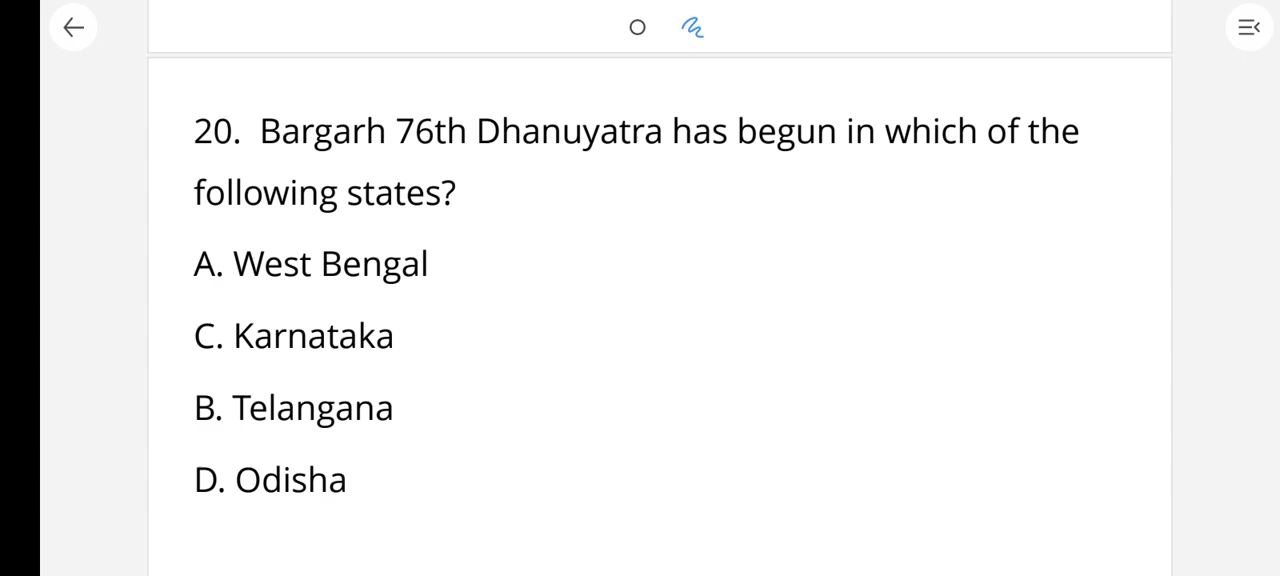 20. Bargarh 76th Dhanuyatra has begun in which of the
following states?
A. West Bengal
C. Karnataka
B. Telangana
D. Odisha